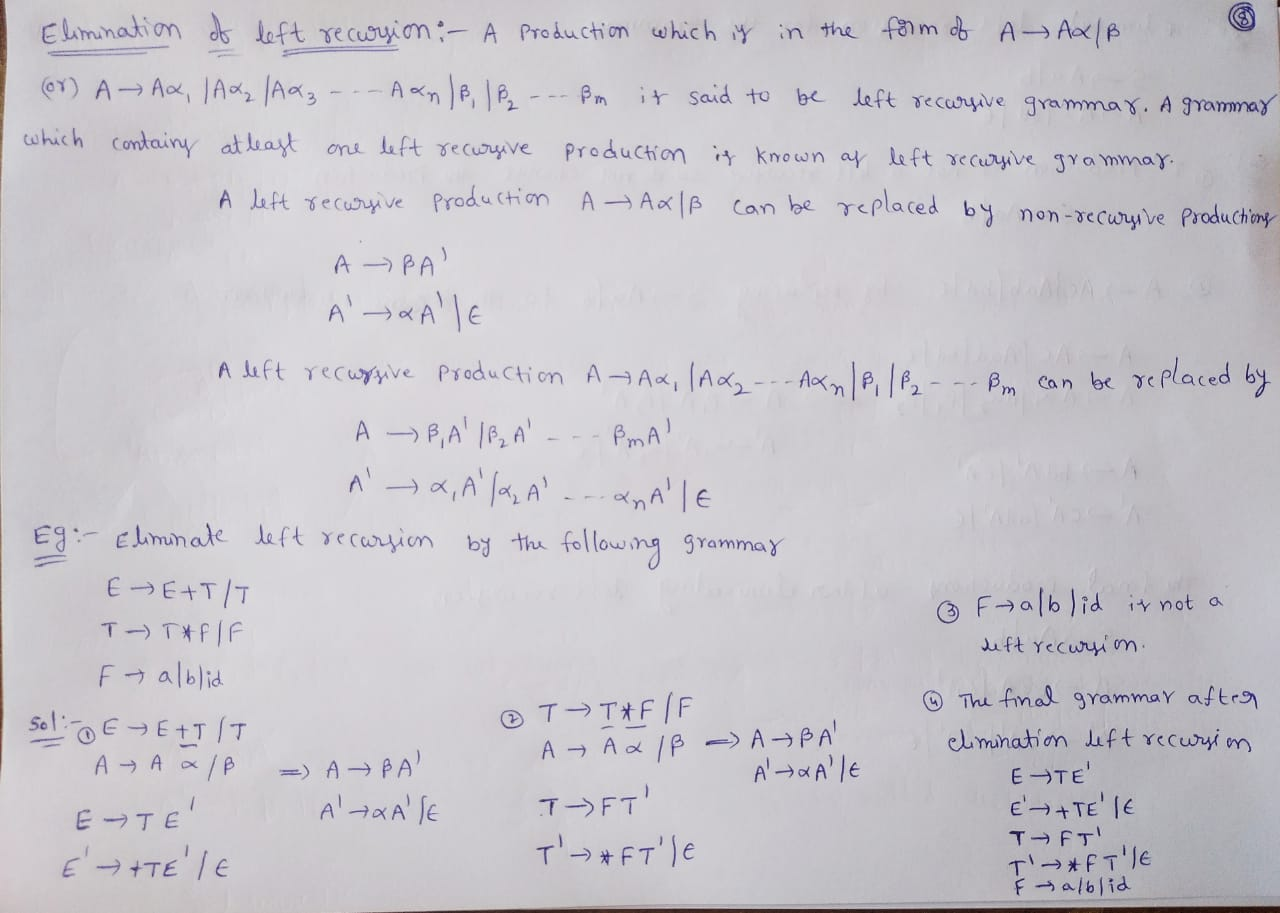 Elimination of left recursion:- A Production which is in the form of A → Aα/β
(or) A → Aα₁ |Aα₂ |Aα₃ --- Aαn |β₁ |β₂ --- βm is said to be left recursive grammar. A grammar
which contains atleast one left recursive production is known as left recursive grammar.
A left recursive production A → Aα|β can be replaced by non-recursive productions
A → βA'
A' → αA' | ∈
A left recursive production A → Aα₁ |Aα₂ --- Aαn |β₁ |β₂ --- βm can be replaced by
A → β₁A' |β₂A' --- βmA'
A' → α₁A' |α₂A' --- αnA' | ∈
Eg:- Eliminate left recursion by the following grammar
E → E+T/T
T → T*F|F
F → a|b|id
Sol:- ① E → E+T/T
A → A α/β ⇒ A → βA'
A' → αA' | ∈
E → TE'
E' → +TE' | ∈
② T → T*F|F
A → Aα|β ⇒ A → βA'
A' → αA' | ∈
T → FT'
T' → *FT' | ∈
③ F → a|b|id is not a
left recursion.
④ The final grammar after
elimination left recursion
E → TE'
E' → +TE' | ∈
T → FT'
T' → *FT' | ∈
F → a|b|id
⑧